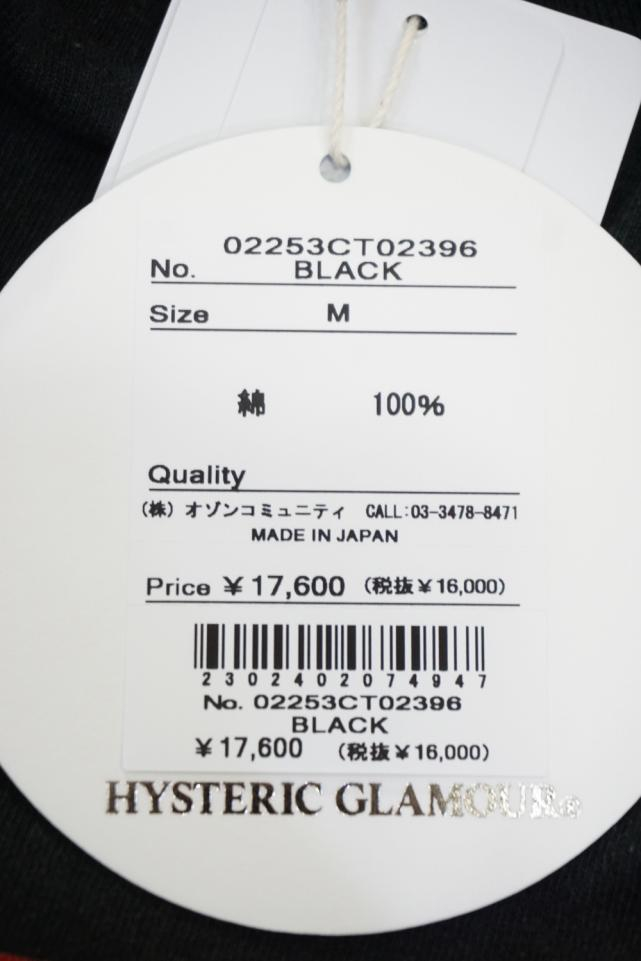 02253CT02396
No. BLACK
Size M
綿 100%
Quality
(株) オゾンコミュニティ CALL:03-3478-8471
MADE IN JAPAN
Price ¥17,600 (税抜¥16,000)
2302402074947
No. 02253CT02396
BLACK
¥17,600 (税抜¥16,000)
HYSTERIC GLAMOUR®